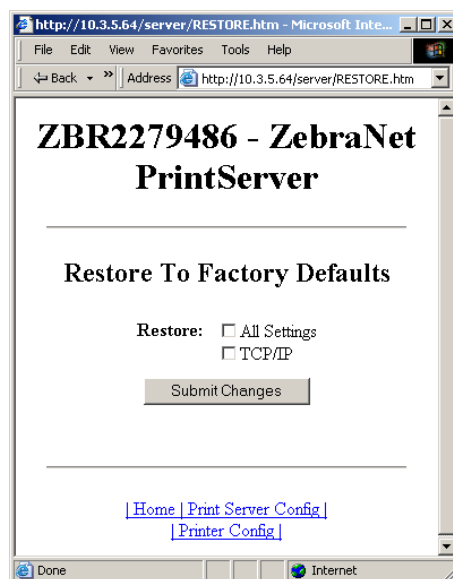 http://10.3.5.64/server/RESTORE.htm - Microsoft Inte...
File Edit View Favorites Tools Help
Back » Address http://10.3.5.64/server/RESTORE.htm
ZBR2279486 - ZebraNet
PrintServer
Restore To Factory Defaults
Restore: All Settings
TCP/IP
Submit Changes
| Home | Print Server Config |
| Printer Config |
Done Internet